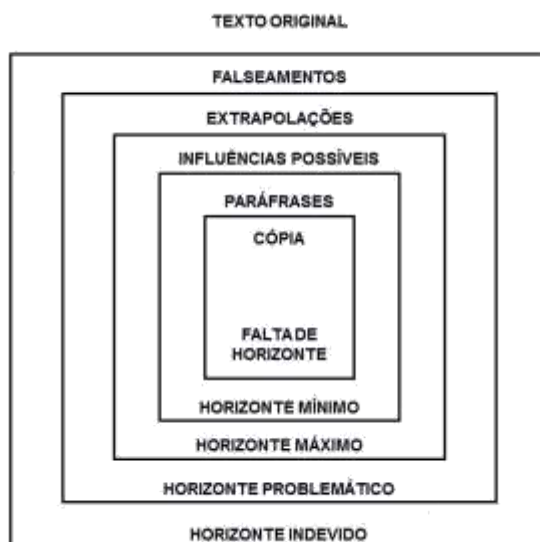 TEXTO ORIGINAL
FALSEAMENTOS
EXTRAPOLAÇÕES
INFLUÊNCIAS POSSÍVEIS
PARÁFRASES
CÓPIA
FALTA DE
HORIZONTE
HORIZONTE MÍNIMO
HORIZONTE MÁXIMO
HORIZONTE PROBLEMÁTICO
HORIZONTE INDEVIDO